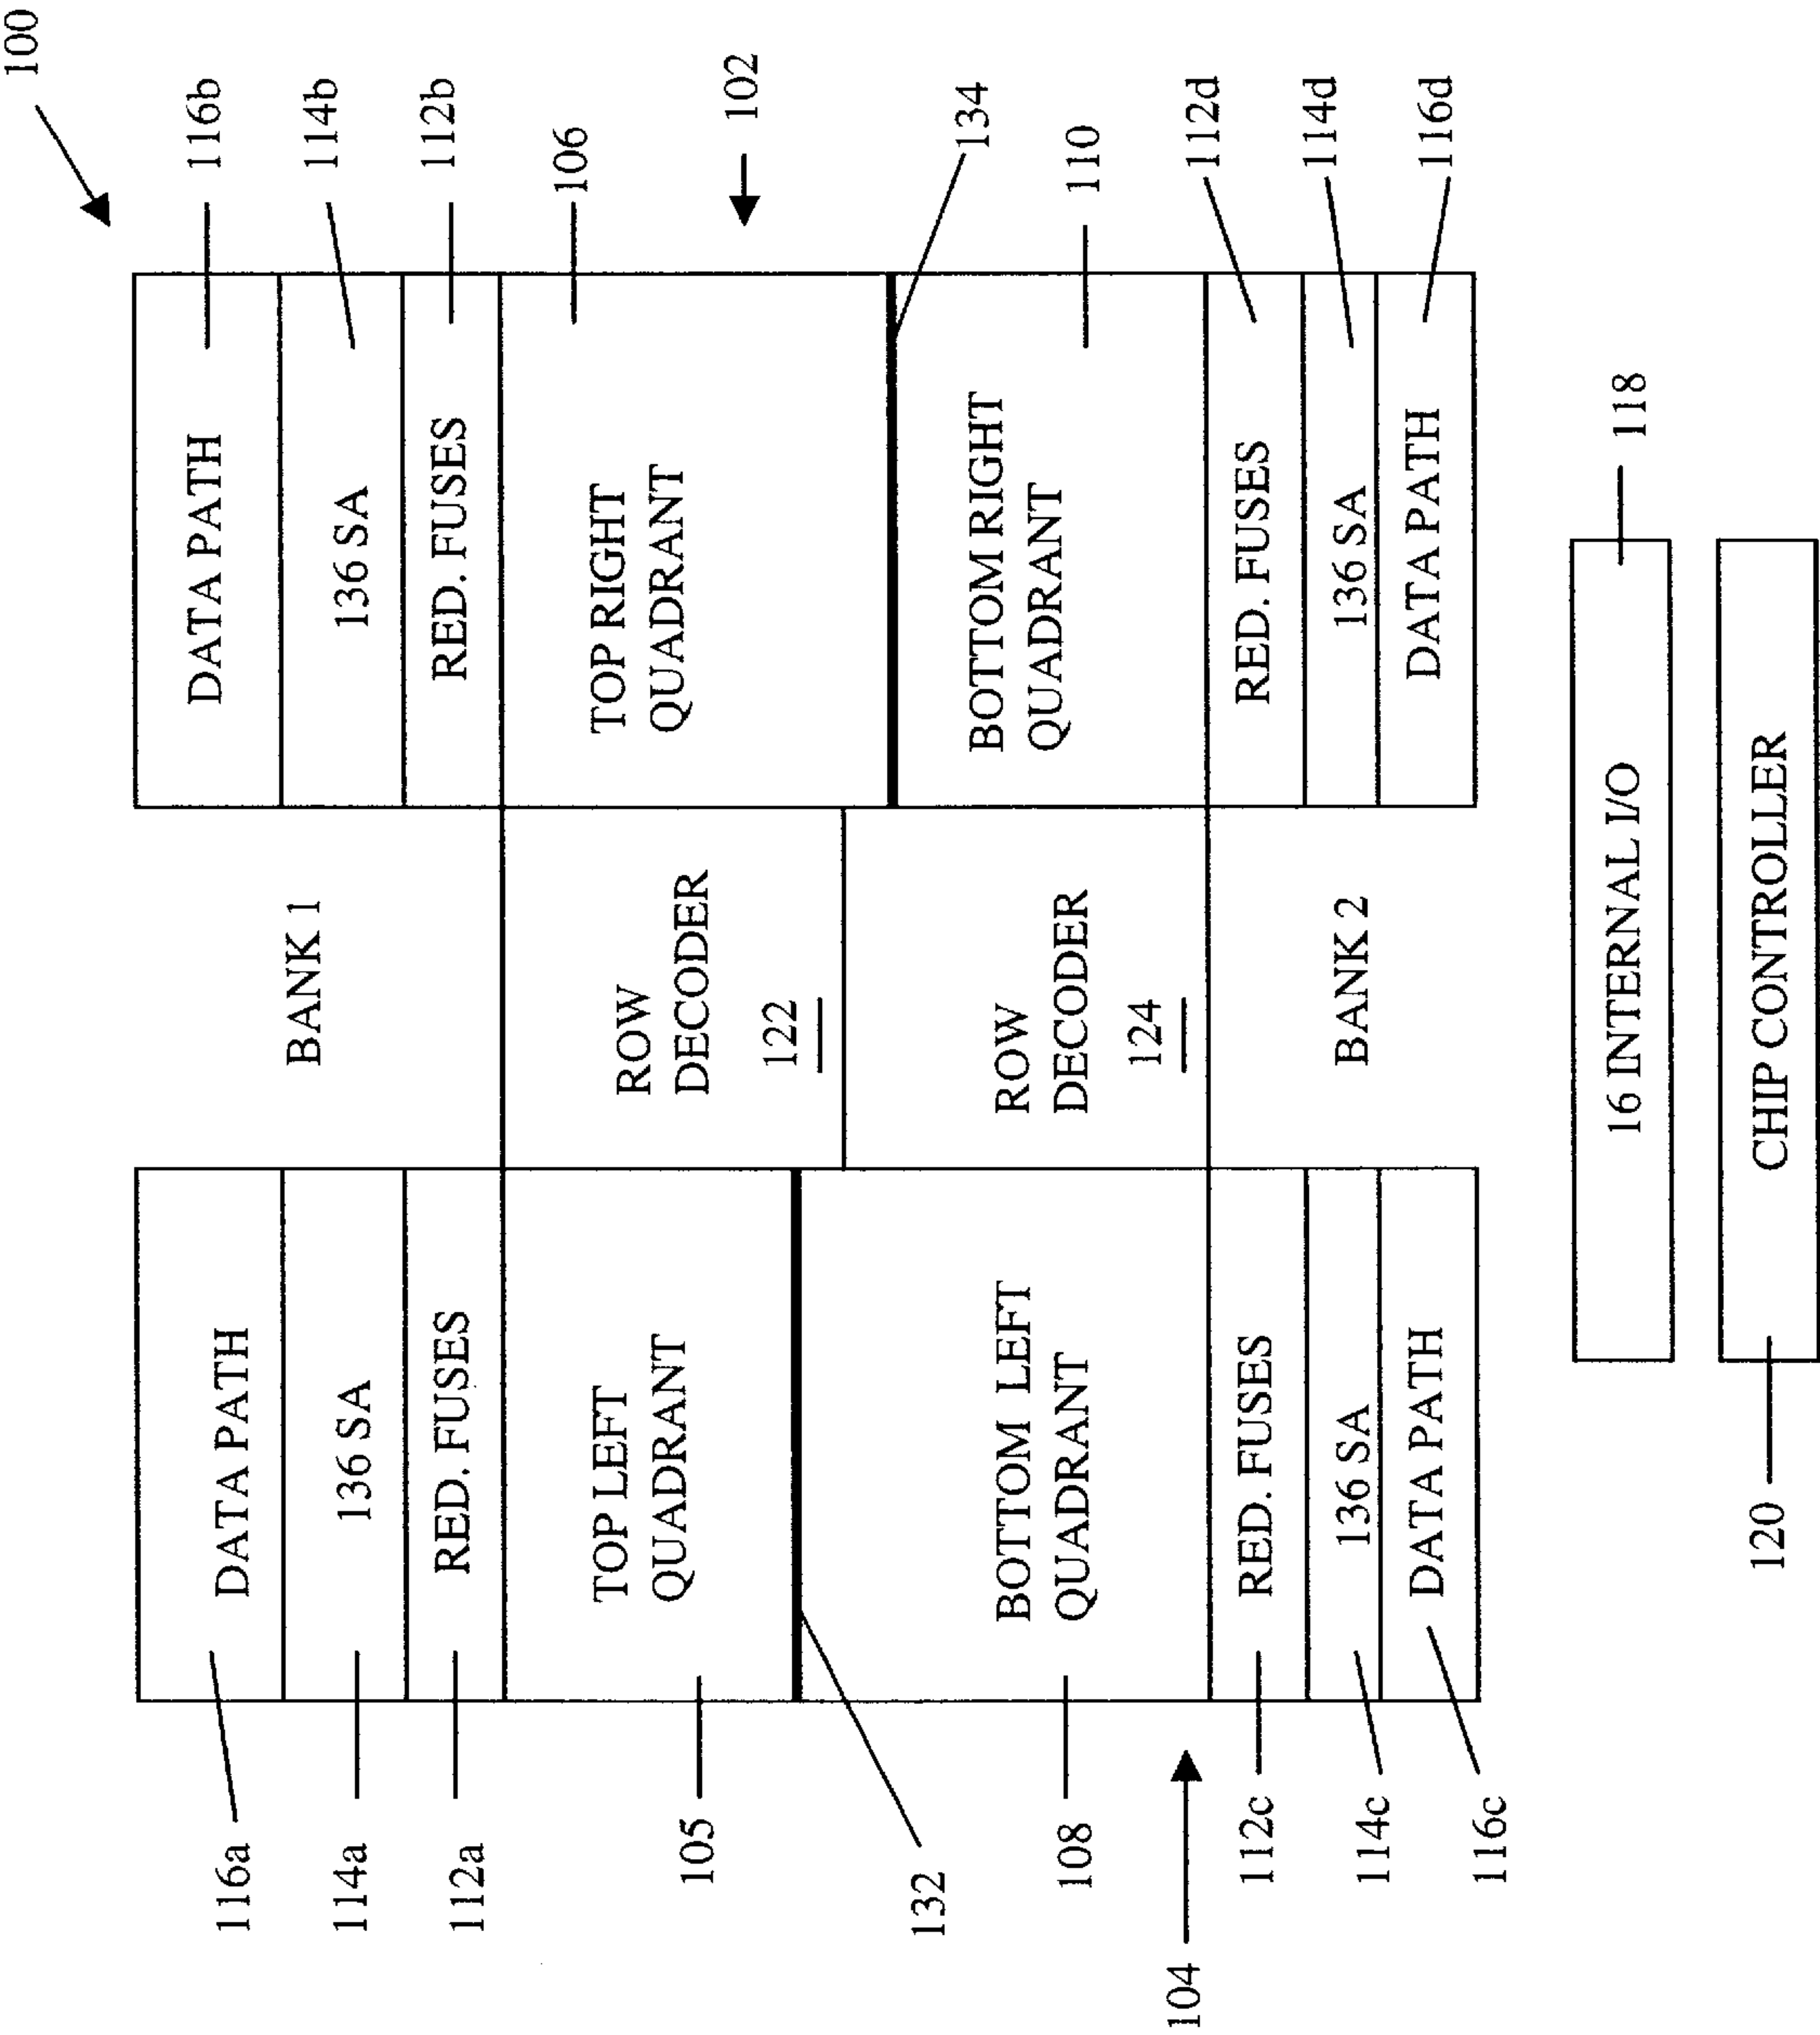 100
116a
DATA PATH
BANK 1
DATA PATH
116b
114a
136 SA
136 SA
114b
112a
RED. FUSES
RED. FUSES
112b
105
TOP LEFT
QUADRANT
ROW
DECODER
122
TOP RIGHT
QUADRANT
106
102
132
134
108
BOTTOM LEFT
QUADRANT
ROW
DECODER
124
BOTTOM RIGHT
QUADRANT
110
104
112c
RED. FUSES
BANK 2
RED. FUSES
112d
114c
136 SA
136 SA
114d
116c
DATA PATH
DATA PATH
116d
16 INTERNAL I/O
118
120
CHIP CONTROLLER